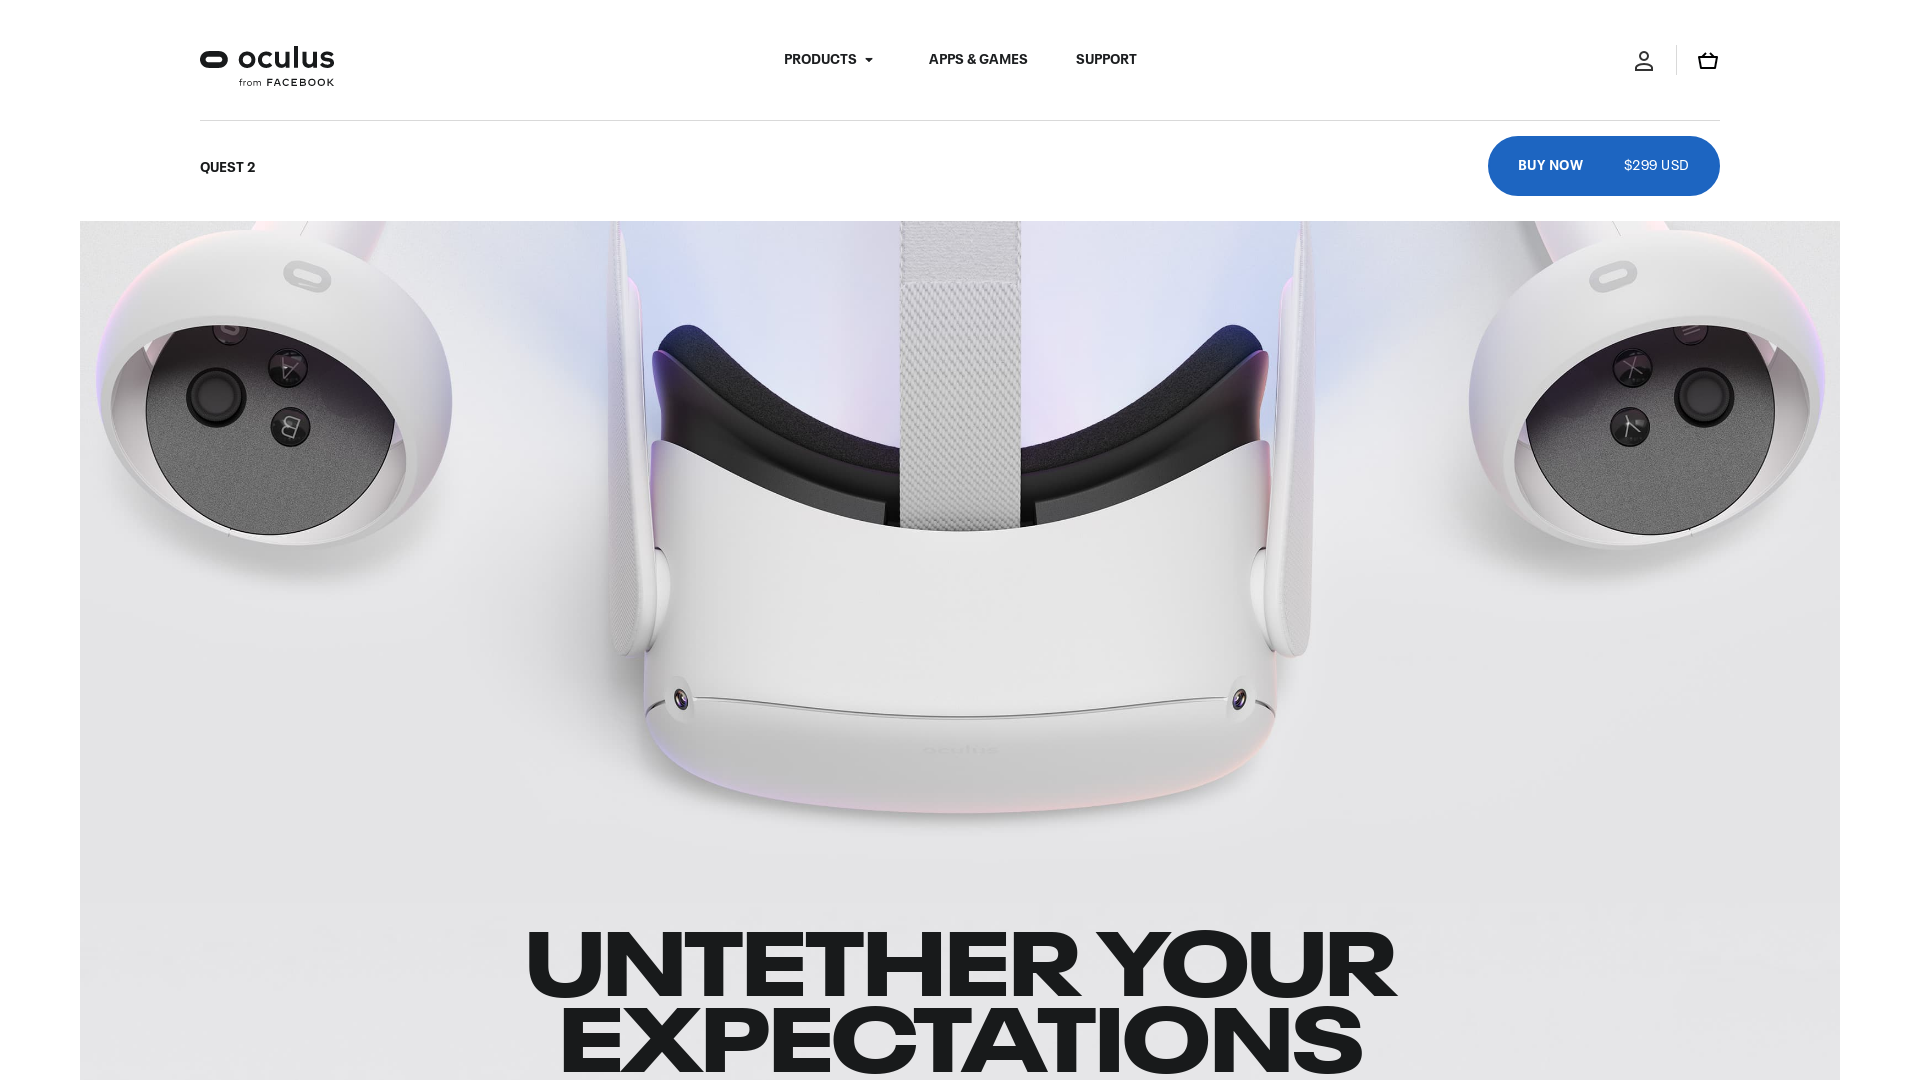 oculus
from FACEBOOK
PRODUCTS
APPS & GAMES
SUPPORT
QUEST 2
BUY NOW $299 USD
A
B
X
Y
oculus
UNTETHER YOUR
EXPECTATIONS